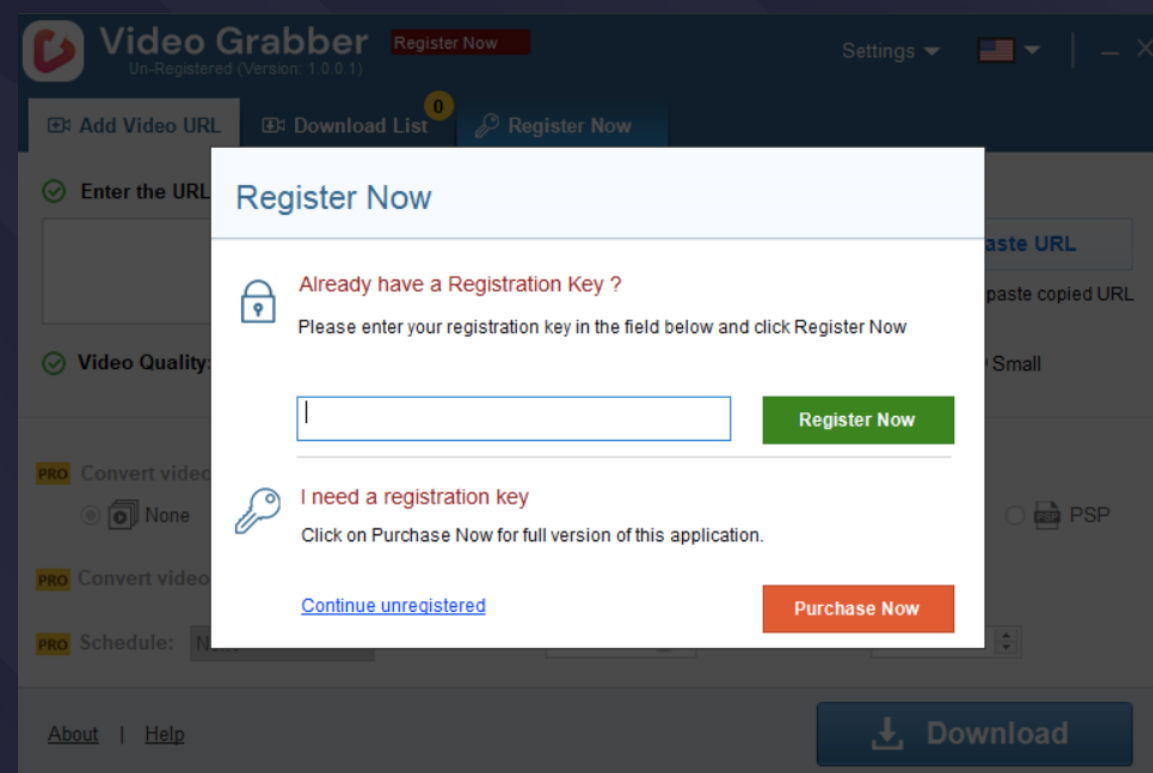 Video Grabber
Register Now
Un-Registered (Version: 1.0.0.1)
Settings
Add Video URL
Download List
0
Register Now
Enter the URL
Paste URL
paste copied URL
Video Quality:
Small
Register Now
Already have a Registration Key ?
Please enter your registration key in the field below and click Register Now
Register Now
I need a registration key
Click on Purchase Now for full version of this application.
Continue unregistered
Purchase Now
PRO Convert video
None
PSP
PRO Convert video
PRO Schedule:
About | Help
Download